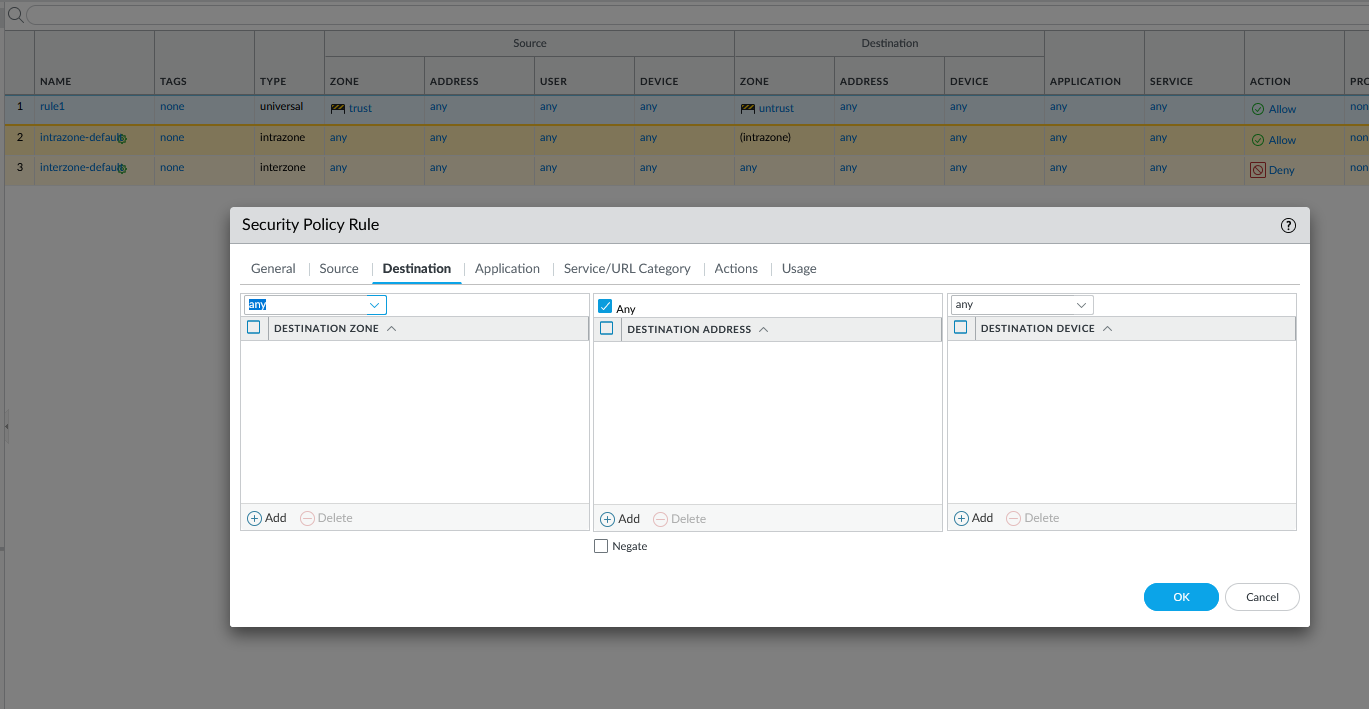 Source Destination
NAME TAGS TYPE ZONE ADDRESS USER DEVICE ZONE ADDRESS DEVICE APPLICATION SERVICE ACTION PRO
1 rule1 none universal trust any any any untrust any any any any Allow non
2 intrazone-default none intrazone any any any any (intrazone) any any any any Allow non
3 interzone-default none interzone any any any any any any any any any Deny non
Security Policy Rule
General Source Destination Application Service/URL Category Actions Usage
any Any any
DESTINATION ZONE DESTINATION ADDRESS DESTINATION DEVICE
Add Delete Add Delete Add Delete
Negate
OK Cancel